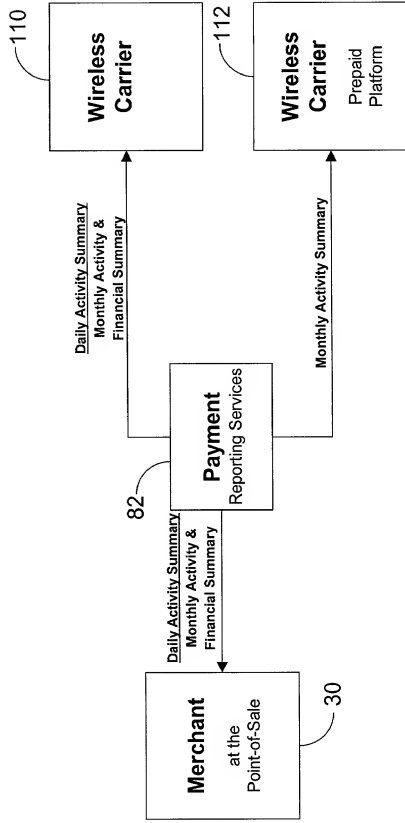 110
Wireless
Carrier
112
Wireless
Carrier
Prepaid
Platform
Daily Activity Summary
Monthly Activity &
Financial Summary
Monthly Activity Summary
82
Payment
Reporting Services
Daily Activity Summary
Monthly Activity &
Financial Summary
Merchant
at the
Point-of-Sale
30